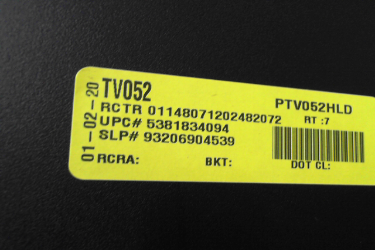 01-02-20
TV052
PTV052HLD
RCTR 01148071202482072
RT :7
UPC# 5381834094
SLP# 93206904539
RCRA:
BKT:
DOT CL: